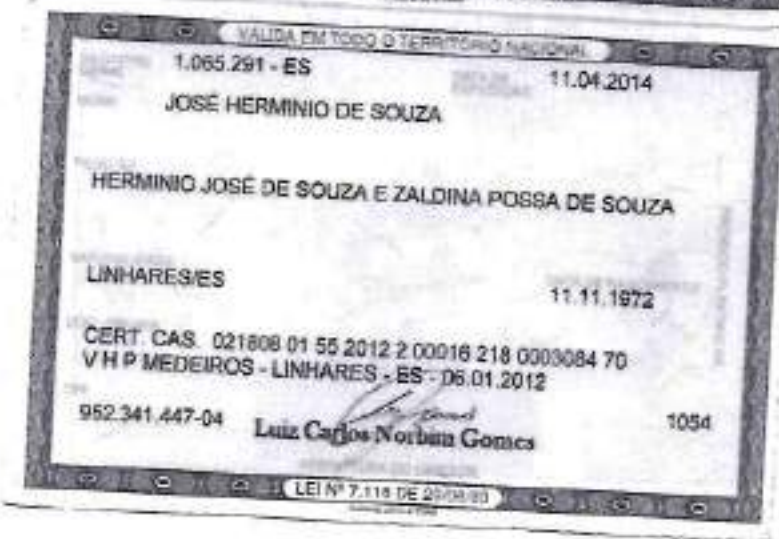 VALIDA EM TODO O TERRITÓRIO NACIONAL
1.065.291 - ES 11.04.2014
JOSÉ HERMINIO DE SOUZA
HERMINIO JOSÉ DE SOUZA E ZALDINA POSSA DE SOUZA
LINHARES/ES 11.11.1972
CERT. CAS. 021808 01 55 2012 2 00016 218 0003084 70
V H P MEDEIROS - LINHARES - ES - 06.01.2012
952.341.447-04 1054
Luiz Carlos Norbim Gomes
LEI Nº 7.116 DE 29/08/83